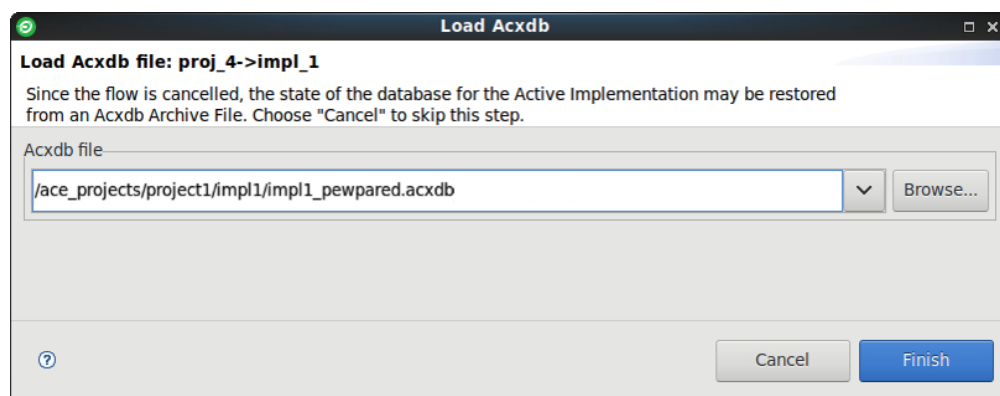 Load Acxdb
Load Acxdb file: proj_4->impl_1
Since the flow is cancelled, the state of the database for the Active Implementation may be restored
from an Acxdb Archive File. Choose "Cancel" to skip this step.
Acxdb file
/ace_projects/project1/impl1/impl1_pewpared.acxdb
Browse...
?
Cancel
Finish